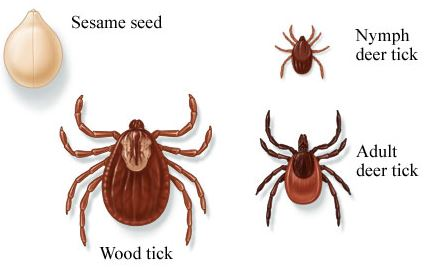 Sesame seed
Nymph
deer tick
Adult
deer tick
Wood tick